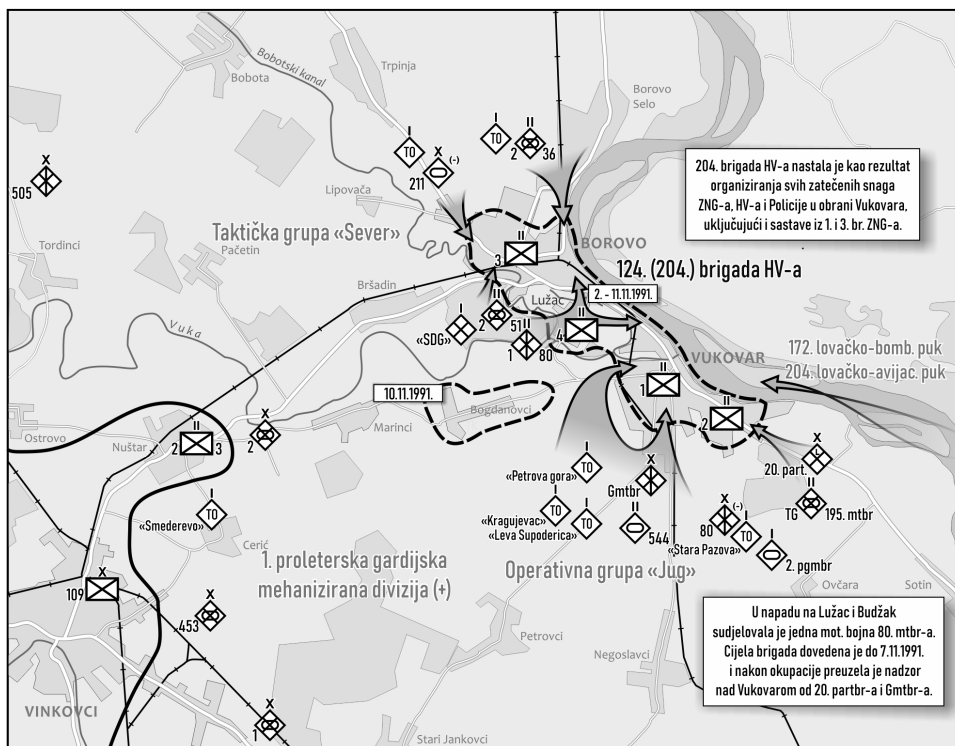 Bobotski kanal
Bobota
Trpinja
Borovo
Selo
I
TO
X
(-)
211
I
TO
II
2
36
X
505
204. brigada HV-a nastala je kao rezultat
organiziranja svih zatečenih snaga
ZNG-a, HV-a i Policije u obrani Vukovara,
uključujući i sastave iz 1. i 3. br. ZNG-a.
Lipovača
Tordinci
Pačetin
Taktička grupa «Sever»
II
3
BOROVO
124. (204.) brigada HV-a
Bršadin
2. - 11.11.1991.
Lužac
Vuka
I
«SDG»
II
2
51
II
1
80
II
4
VUKOVAR
172. lovačko-bomb. puk
204. lovačko-avijac. puk
10.11.1991.
Bogdanovci
Marinci
II
1
II
2
Ostrovo
Nuštar
II
2
3
X
2
I
TO
«Petrova gora»
X
Gmtbr
X
L
20. part.
II
TG
195. mtbr
I
TO
«Smederevo»
Cerić
I
TO
«Kragujevac»
I
TO
«Leva Supoderica»
II
544
X
(-)
80
I
TO
«Stara Pazova»
I
2. pgmbr
1. proleterska gardijska
mehanizirana divizija (+)
Operativna grupa «Jug»
Ovčara
Sotin
X
109
X
453
Petrovci
Negoslavci
U napadu na Lužac i Budžak
sudjelovala je jedna mot. bojna 80. mtbr-a.
Cijela brigada dovedena je do 7.11.1991.
i nakon okupacije preuzela je nadzor
nad Vukovarom od 20. partbr-a i Gmtbr-a.
VINKOVCI
X
1
Stari Jankovci